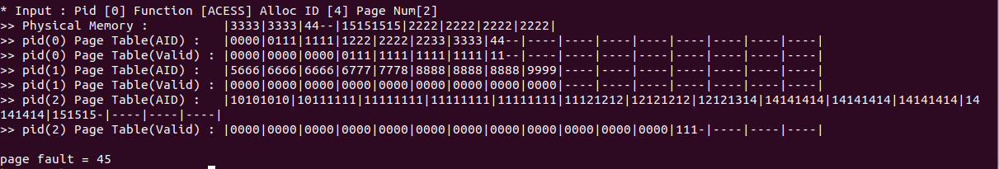 * Input : Pid [0] Function [ACESS] Alloc ID [4] Page Num[2]
>> Physical Memory :          |3333|3333|44--|15151515|2222|2222|2222|2222|
>> pid(0) Page Table(AID) :   |0000|0111|1111|1222|2222|2233|3333|44--|----|----|----|----|----|----|----|----|
>> pid(0) Page Table(Valid) : |0000|0000|0000|0111|1111|1111|1111|11--|----|----|----|----|----|----|----|----|
>> pid(1) Page Table(AID) :   |5666|6666|6666|6777|7778|8888|8888|8888|9999|----|----|----|----|----|----|----|
>> pid(1) Page Table(Valid) : |0000|0000|0000|0000|0000|0000|0000|0000|0000|----|----|----|----|----|----|----|
>> pid(2) Page Table(AID) :   |10101010|10111111|11111111|11111111|11111111|11121212|12121212|12121314|14141414|14141414|14141414|14
141414|151515-|----|----|----|
>> pid(2) Page Table(Valid) : |0000|0000|0000|0000|0000|0000|0000|0000|0000|0000|0000|0000|111-|----|----|----|
page fault = 45